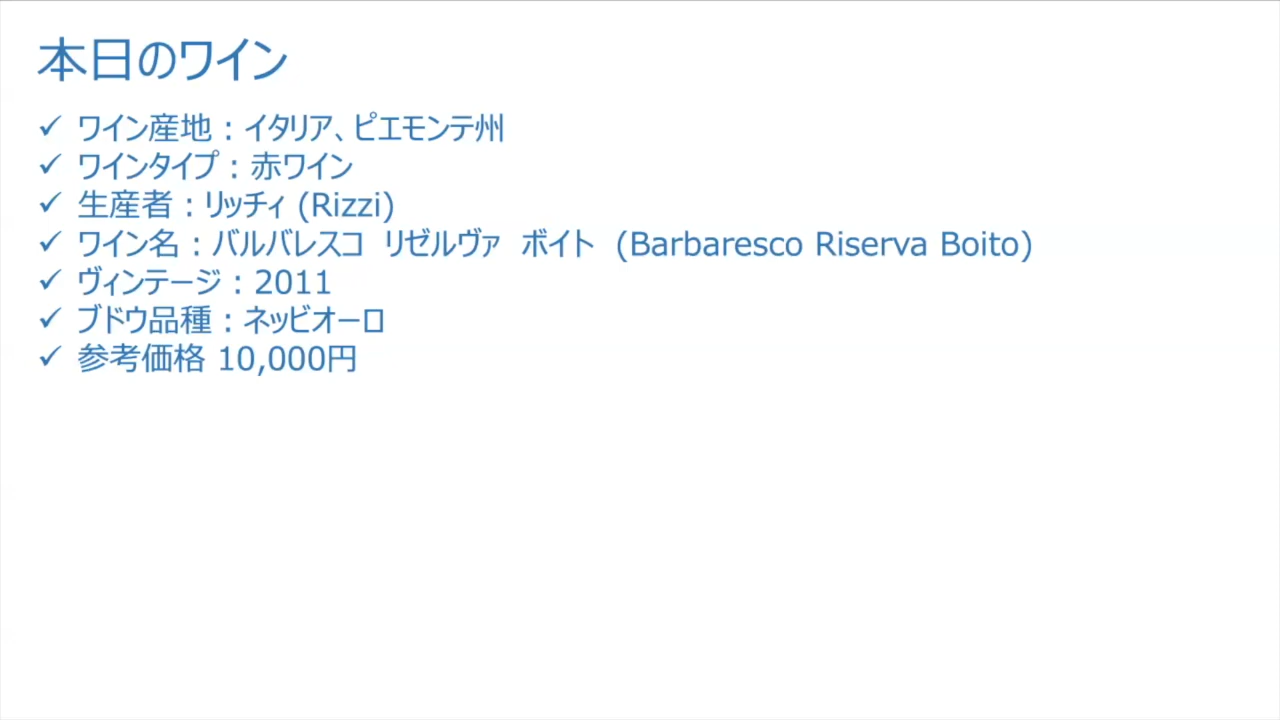 本日のワイン
✓ ワイン産地：イタリア、ピエモンテ州
✓ ワインタイプ：赤ワイン
✓ 生産者：リッチィ (Rizzi)
✓ ワイン名：バルバレスコ　リゼルヴァ　ボイト　(Barbaresco Riserva Boito)
✓ ヴィンテージ：2011
✓ ブドウ品種：ネッビオーロ
✓ 参考価格 10,000円